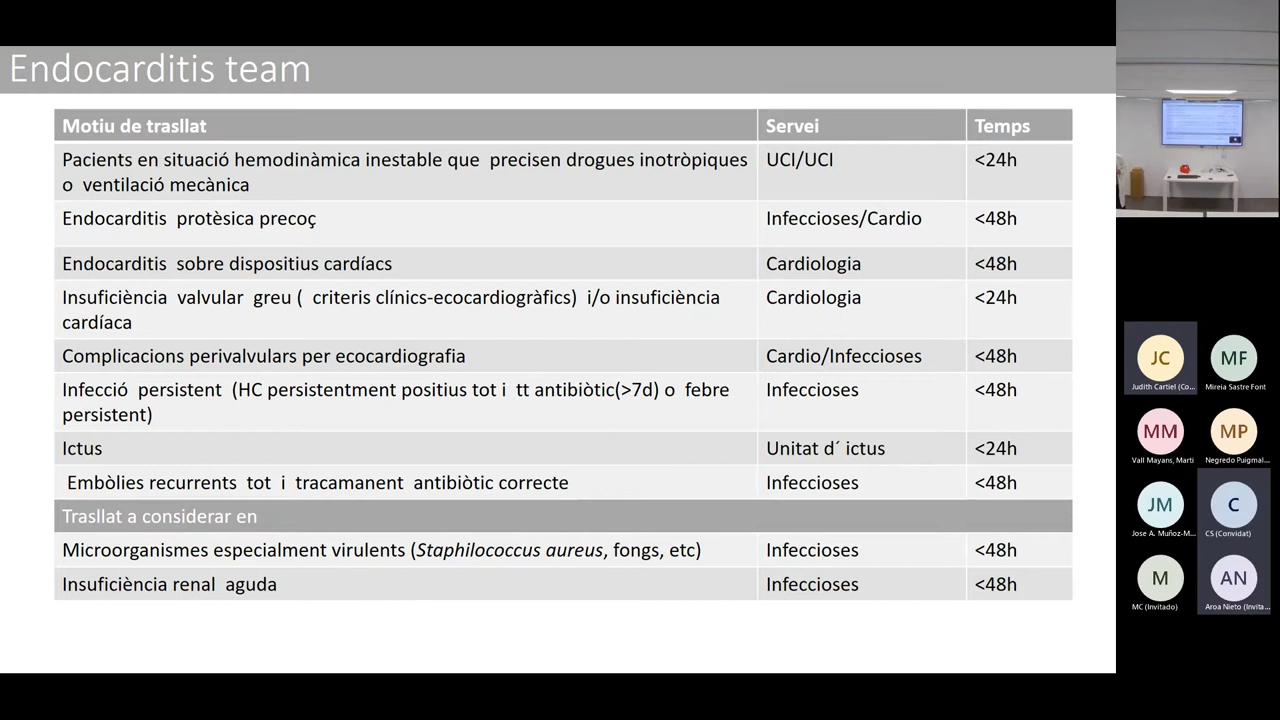 Endocarditis team
Motiu de trasllat Servei Temps
Pacients en situació hemodinàmica inestable que precisen drogues inotròpiques UCI/UCI <24h
o ventilació mecànica
Endocarditis protèsica precoç Infeccioses/Cardio <48h
Endocarditis sobre dispositius cardíacs Cardiologia <48h
Insuficiència valvular greu ( criteris clínics-ecocardiogràfics) i/o insuficiència Cardiologia <24h
cardíaca
Complicacions perivalvulars per ecocardiografia Cardio/Infeccioses <48h
Infecció persistent (HC persistentment positius tot i tt antibiòtic(>7d) o febre Infeccioses <48h
persistent)
Ictus Unitat d´ ictus <24h
Embòlies recurrents tot i tracamanent antibiòtic correcte Infeccioses <48h
Trasllat a considerar en
Microorganismes especialment virulents (Staphilococcus aureus, fongs, etc) Infeccioses <48h
Insuficiència renal aguda Infeccioses <48h
JC MF
Judith Cartiel (Co... Mireia Sastre Font
MM MP
Vall Mayans, Marti Negredo Puigmal...
JM C
Jose A. Muñoz-M... CS (Convidat)
M AN
MC (Invitado) Aroa Nieto (Invita...